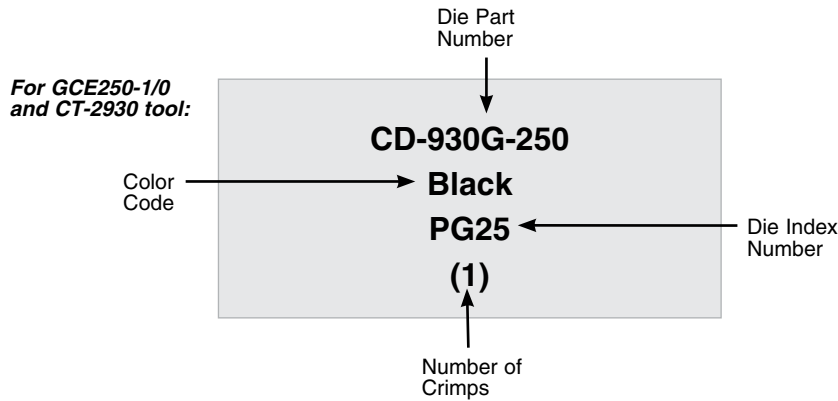 Die Part
Number
For GCE250-1/0
and CT-2930 tool:
CD-930G-250
Color
Code
Black
PG25
Die Index
Number
(1)
Number of
Crimps